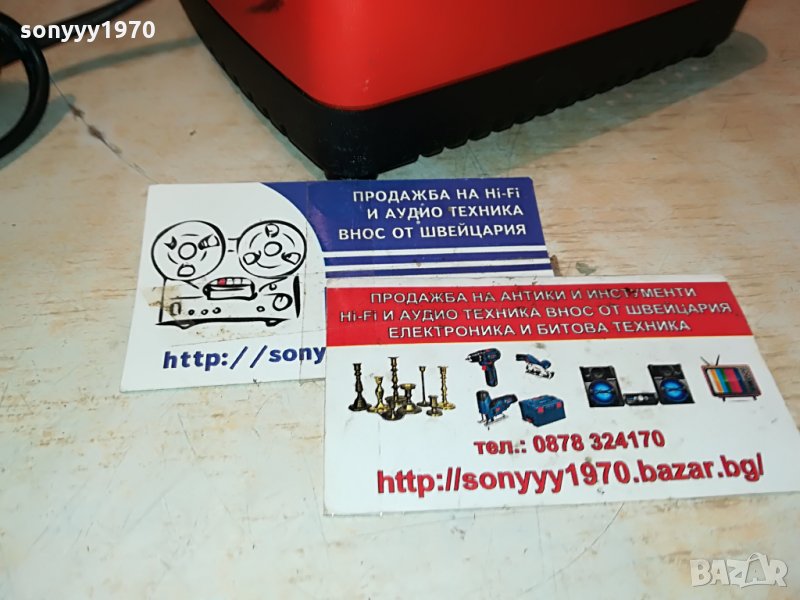 sonyyy1970
ПРОДАЖБА НА Hi-Fi
И АУДИО ТЕХНИКА
ВНОС ОТ ШВЕЙЦАРИЯ
http://sony
ПРОДАЖБА НА АНТИКИ И ИНСТУМЕНТИ
Hi-Fi И АУДИО ТЕХНИКА ВНОС ОТ ШВЕЙЦАРИЯ
ЕЛЕКТРОНИКА И БИТОВА ТЕХНИКА
тел.: 0878 324170
http://sonyyy1970.bazar.bg/
BAZAR